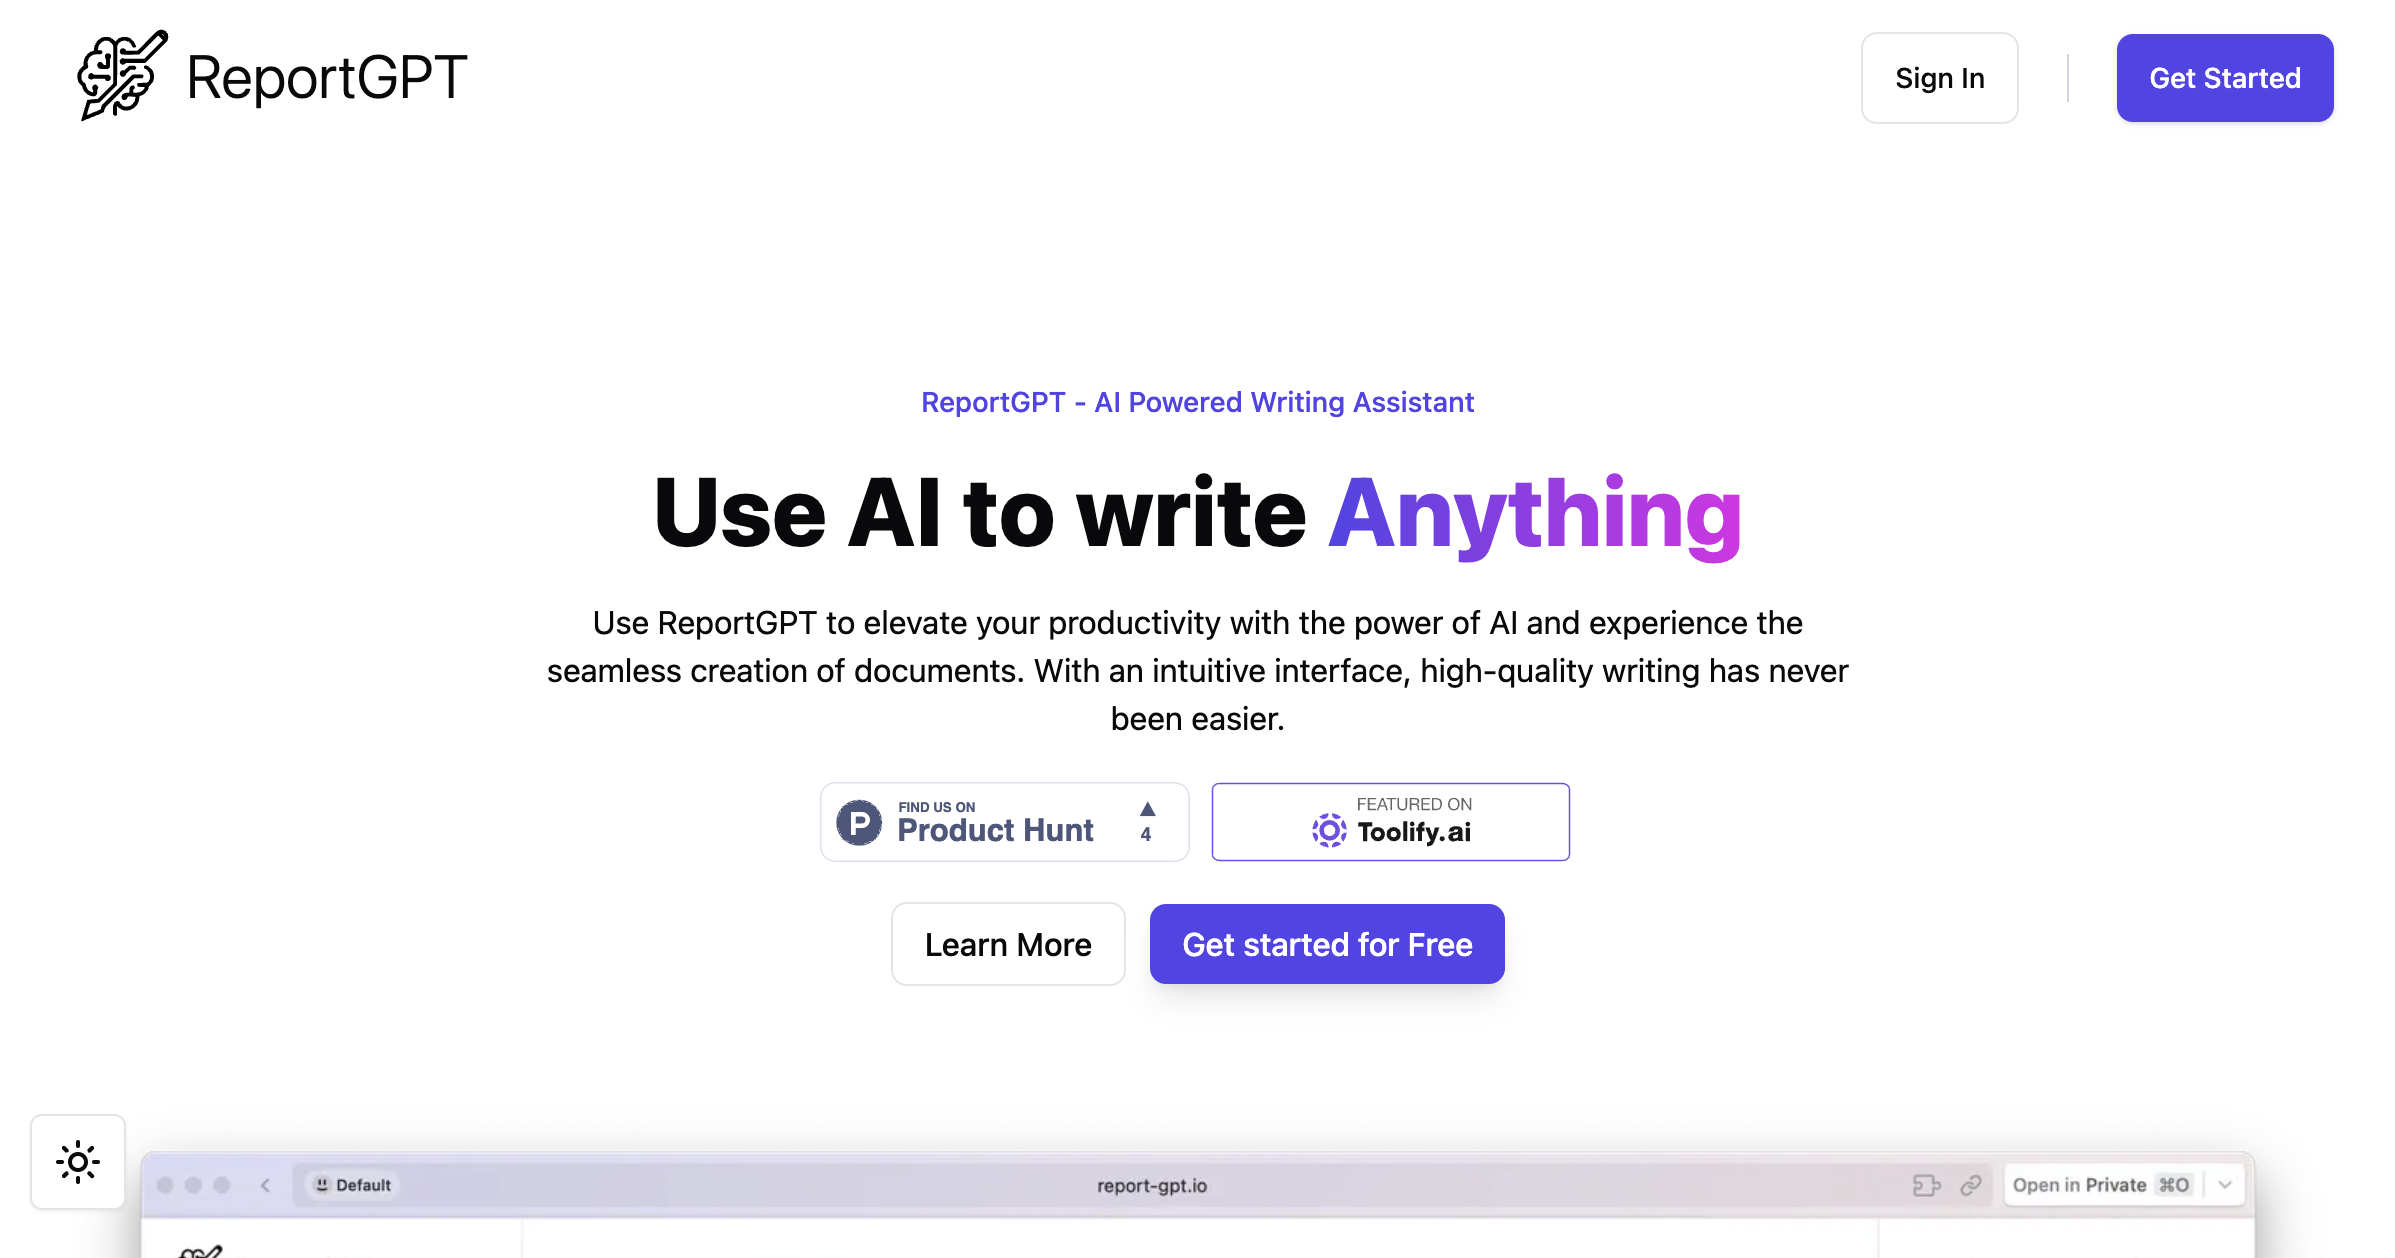 ReportGPT
Sign In
Get Started
ReportGPT - AI Powered Writing Assistant
Use AI to write Anything
Use ReportGPT to elevate your productivity with the power of AI and experience the
seamless creation of documents. With an intuitive interface, high-quality writing has never
been easier.
P
FIND US ON
Product Hunt
4
FEATURED ON
Toolify.ai
Learn More
Get started for Free
Default
report-gpt.io
Open in Private ⌘O